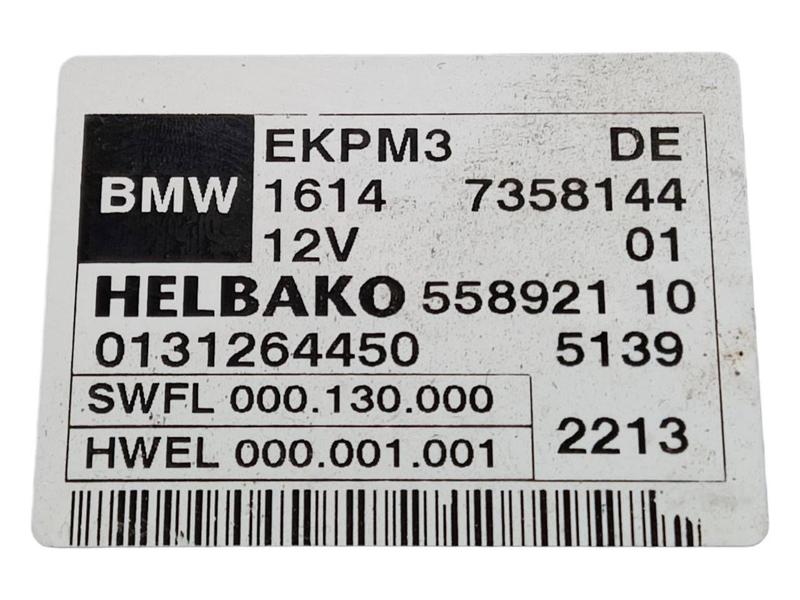 EKPM3 DE
BMW 1614 7358144
12V 01
HELBAKO 558921 10
0131264450 5139
SWFL 000.130.000
HWEL 000.001.001 2213